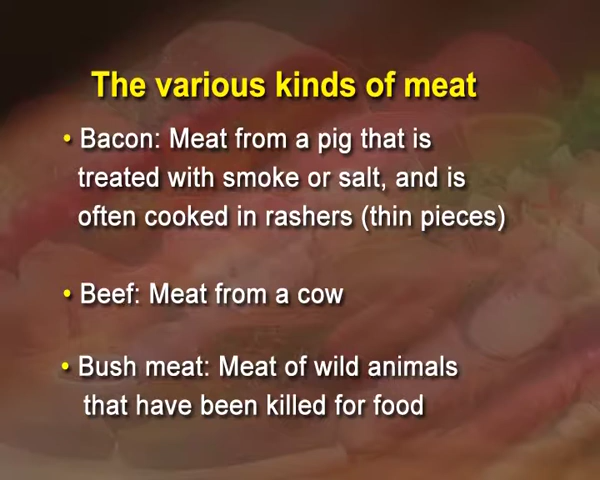 The various kinds of meat
• Bacon: Meat from a pig that is
treated with smoke or salt, and is
often cooked in rashers (thin pieces)
• Beef: Meat from a cow
• Bush meat: Meat of wild animals
that have been killed for food